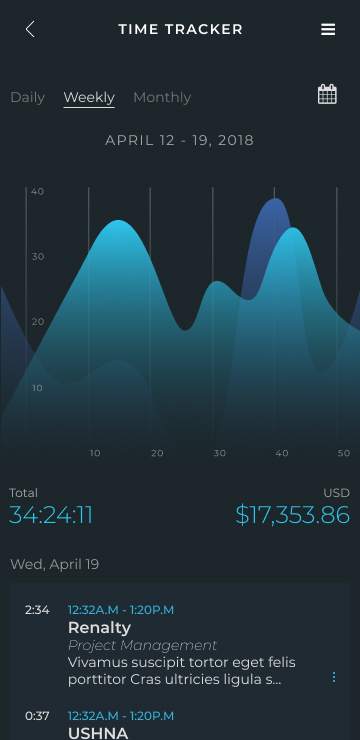 TIME TRACKER
Daily Weekly Monthly
APRIL 12 - 19, 2018
40
30
20
10
10 20 30 40 50
Total USD
34:24:11 $17,353.86
Wed, April 19
2:34 12:32A.M - 1:20P.M
Renalty
Project Management
Vivamus suscipit tortor eget felis
porttitor Cras ultricies ligula s...
0:37 12:32A.M - 1:20P.M
USHNA